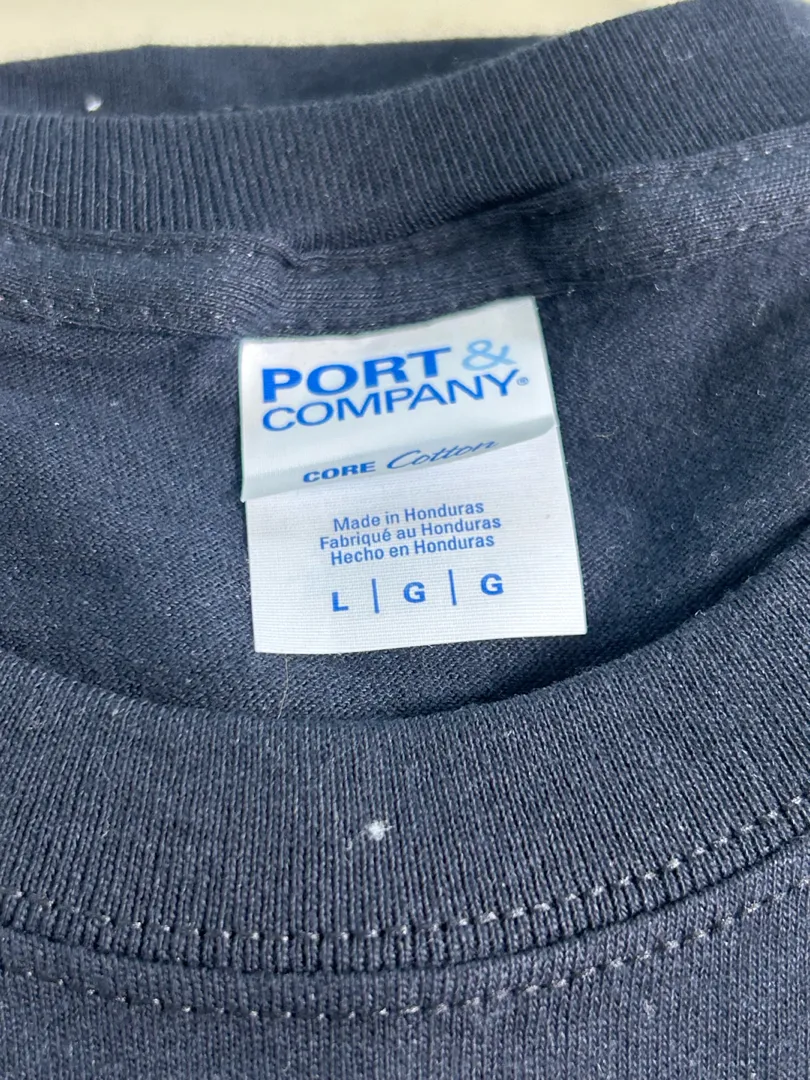 PORT &
COMPANY®
CORE Cotton
Made in Honduras
Fabriqué au Honduras
Hecho en Honduras
L | G | G